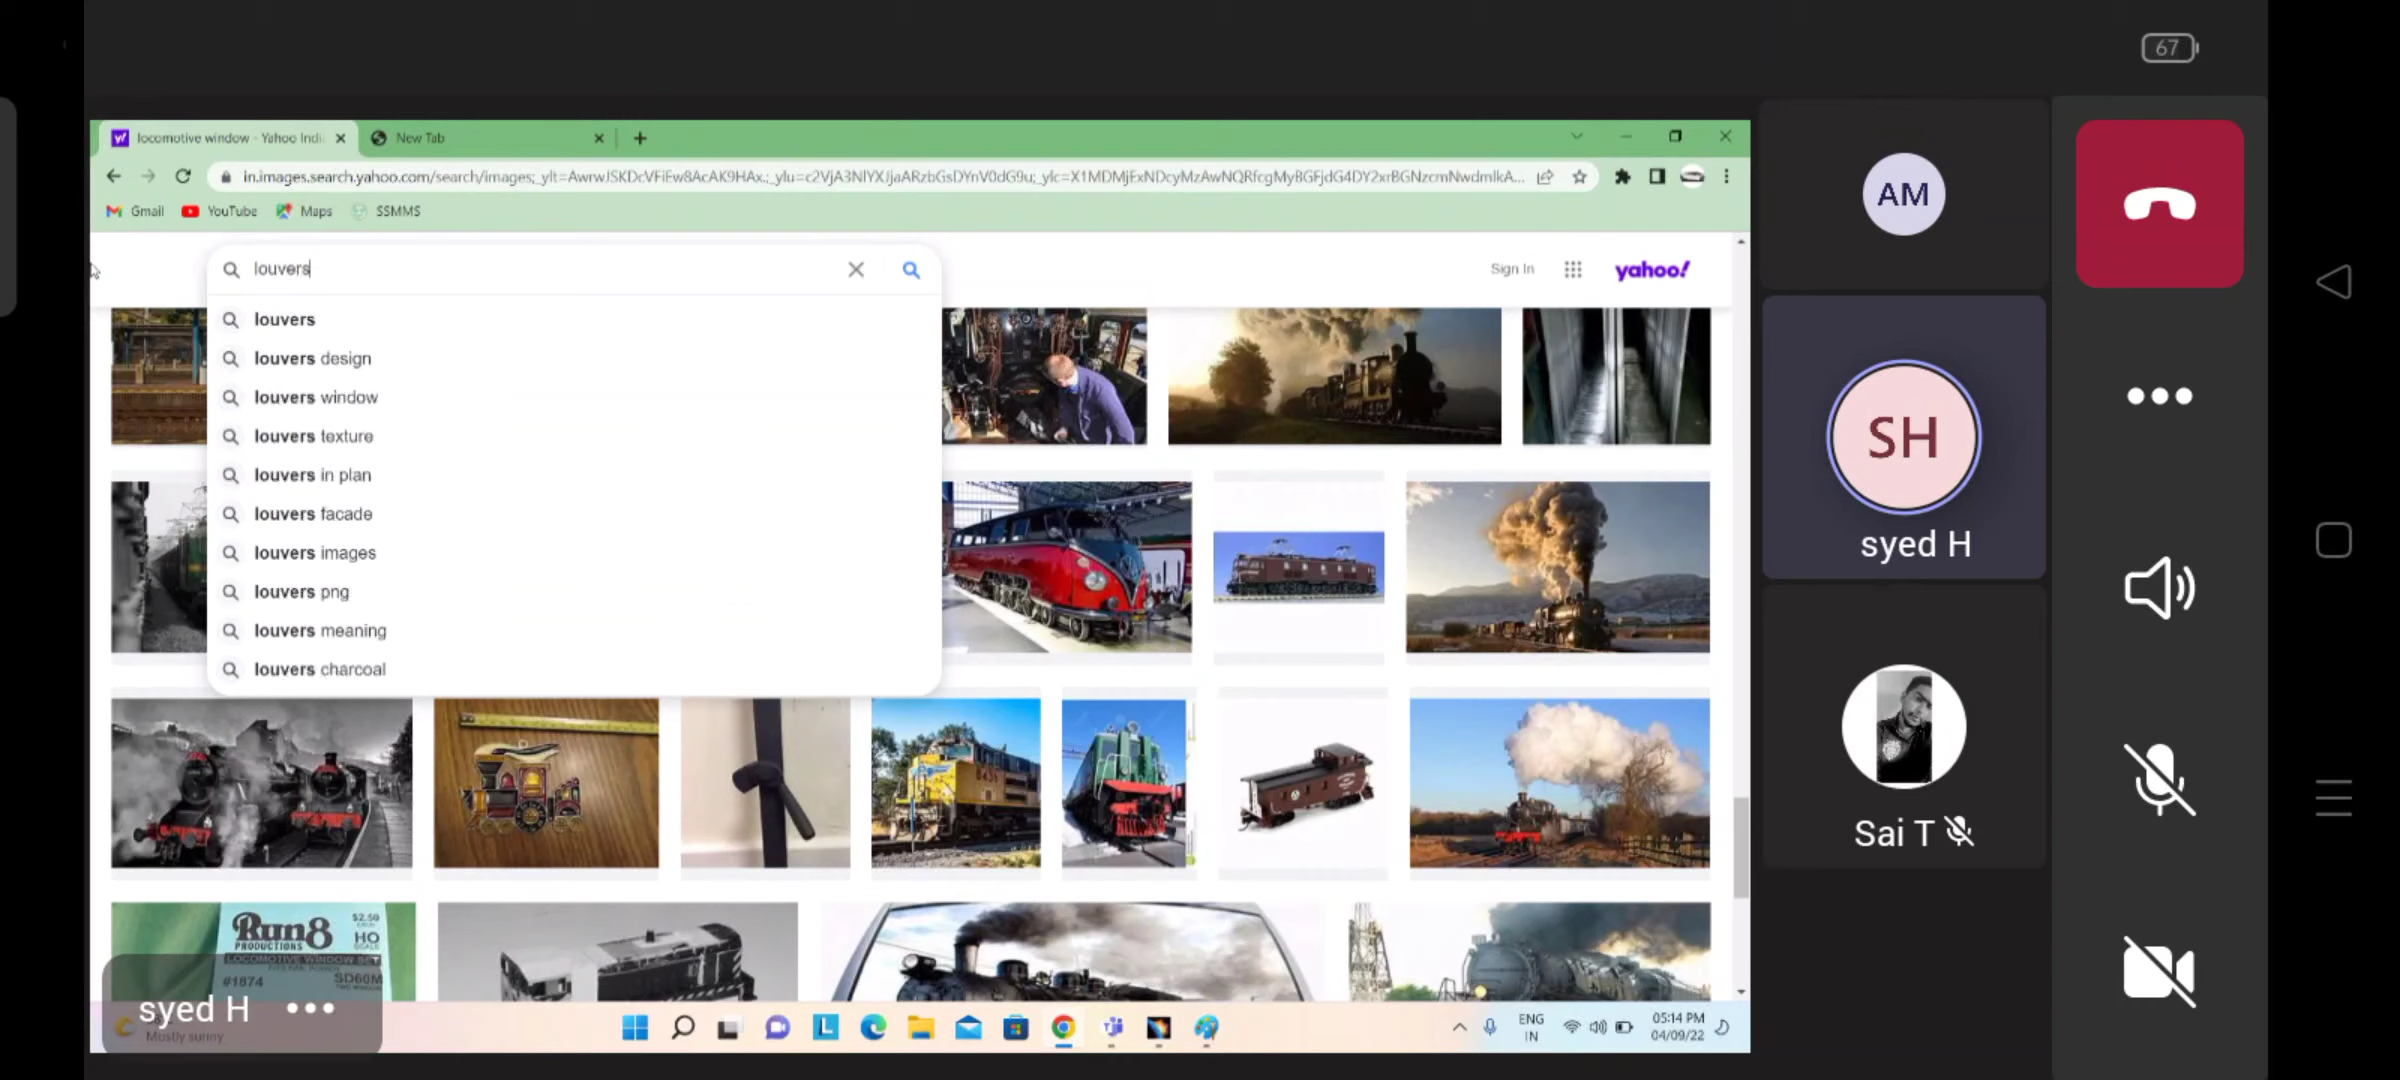 67
locomotive window - Yahoo Indi
New Tab
in.images.search.yahoo.com/search/images;_ylt=AwrwJSKDcVFiEw8AcAK9HAx.;_ylu=c2VjA3NlYXJjaARzbGsDYnV0dG9u;_ylc=X1MDMjExNDcyMzAwNQRfcgMyBGFjdG4DY2xrBGNzcmNwdmlkA...
Gmail
YouTube
Maps
SSMMS
louvers
Sign In
yahoo!
louvers
louvers design
louvers window
louvers texture
louvers in plan
louvers facade
louvers images
louvers png
louvers meaning
louvers charcoal
8436
Run8
PRODUCTIONS
$2.50
HO
LOCOMOTIVE WINDOW SET
#1874
SD60M
syed H
Mostly sunny
ENG
IN
05:14 PM
04/09/22
AM
SH
syed H
Sai T